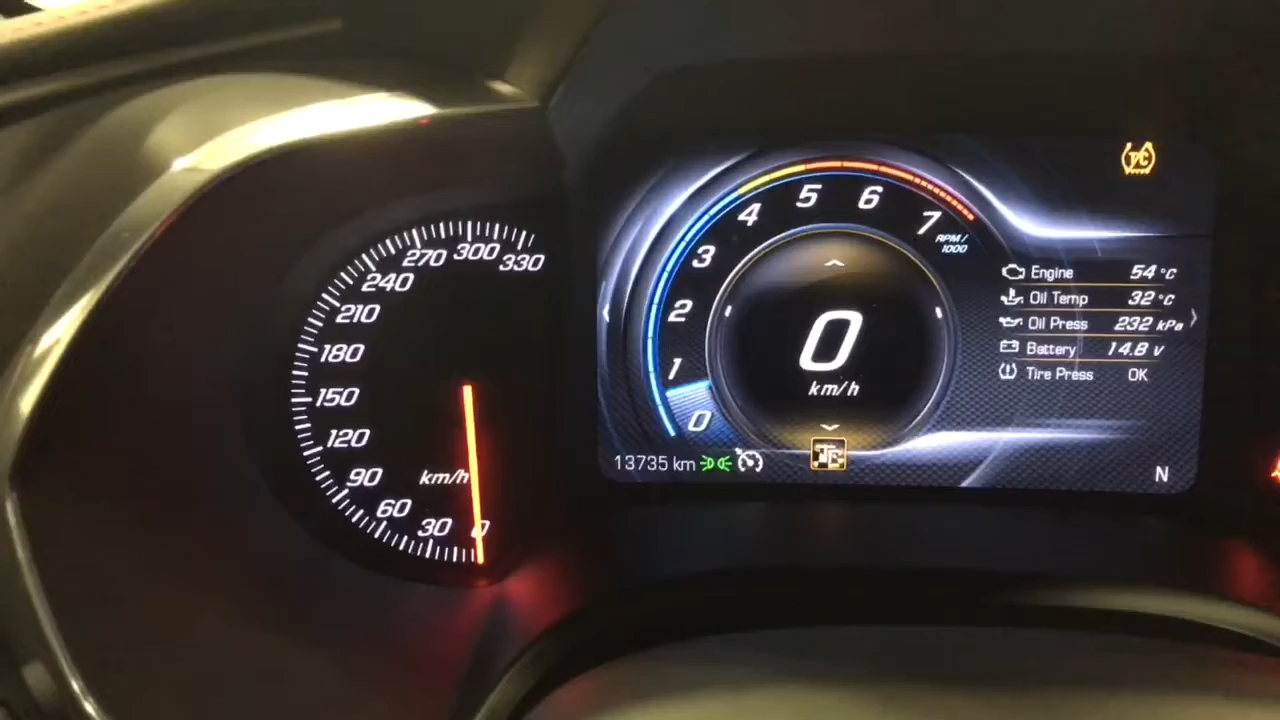 330
300
270
240
210
180
150
120
90
60
30
0
km/h
0
1
2
3
4
5
6
7
RPM/
1000
0
km/h
TC
Engine 54 °C
Oil Temp 32 °C
Oil Press 232 kPa
Battery 14.8 v
Tire Press OK
13735 km
N